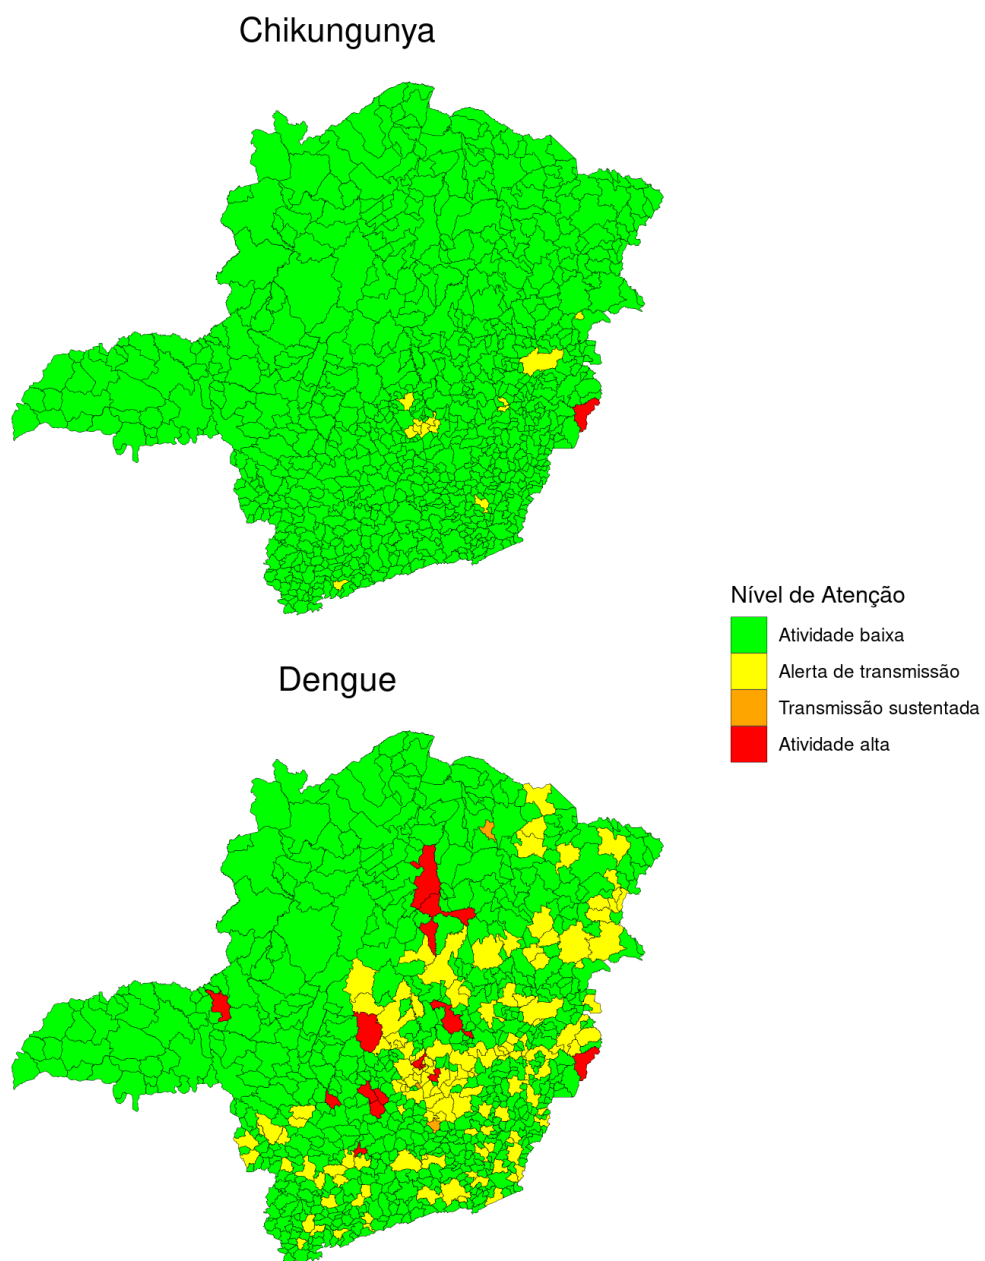 Chikungunya
Nível de Atenção
Atividade baixa
Alerta de transmissão
Transmissão sustentada
Atividade alta
Dengue